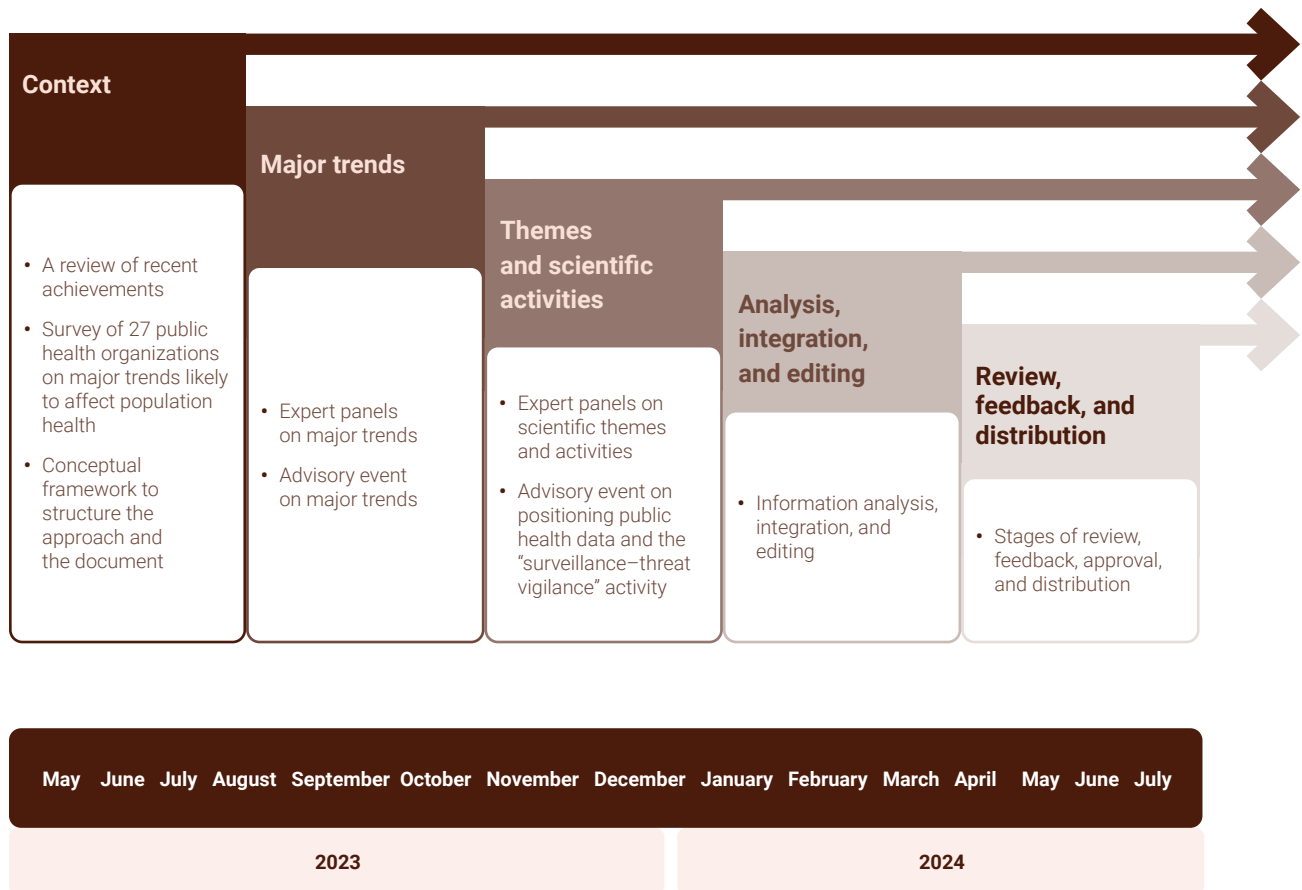 Context
• A review of recent
achievements
• Survey of 27 public
health organizations
on major trends likely
to affect population
health
• Conceptual
framework to
structure the
approach and
the document
Major trends
• Expert panels
on major trends
• Advisory event
on major trends
Themes
and scientific
activities
• Expert panels on
scientific themes
and activities
• Advisory event on
positioning public
health data and the
“surveillance–threat
vigilance” activity
Analysis,
integration,
and editing
• Information analysis,
integration, and
editing
Review,
feedback, and
distribution
• Stages of review,
feedback, approval,
and distribution
May June July August September October November December January February March April May June July
2023 2024